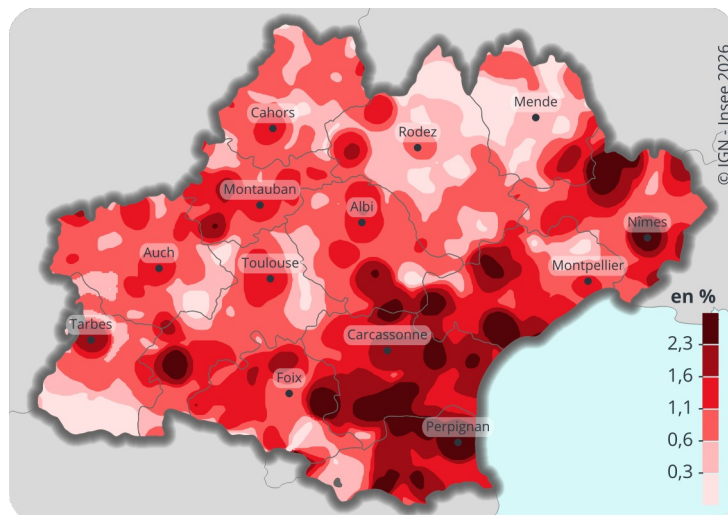 © IGN - Insee 2026
Cahors
Mende
Rodez
Montauban
Albi
Nîmes
Auch
Toulouse
Montpellier
en %
Tarbes
Carcassonne
2,3
1,6
Foix
1,1
Perpignan
0,6
0,3